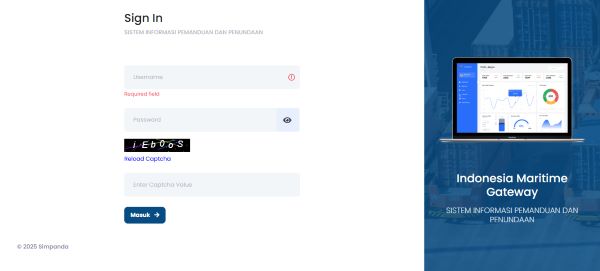 Sign In
SISTEM INFORMASI PEMANDUAN DAN PENUNDAAN
Username
Required field
Password
iEb0oS
Reload Captcha
Enter Captcha Value
Masuk →
© 2025 Simpanda
Indonesia Maritime
Gateway
SISTEM INFORMASI PEMANDUAN DAN
PENUNDAAN